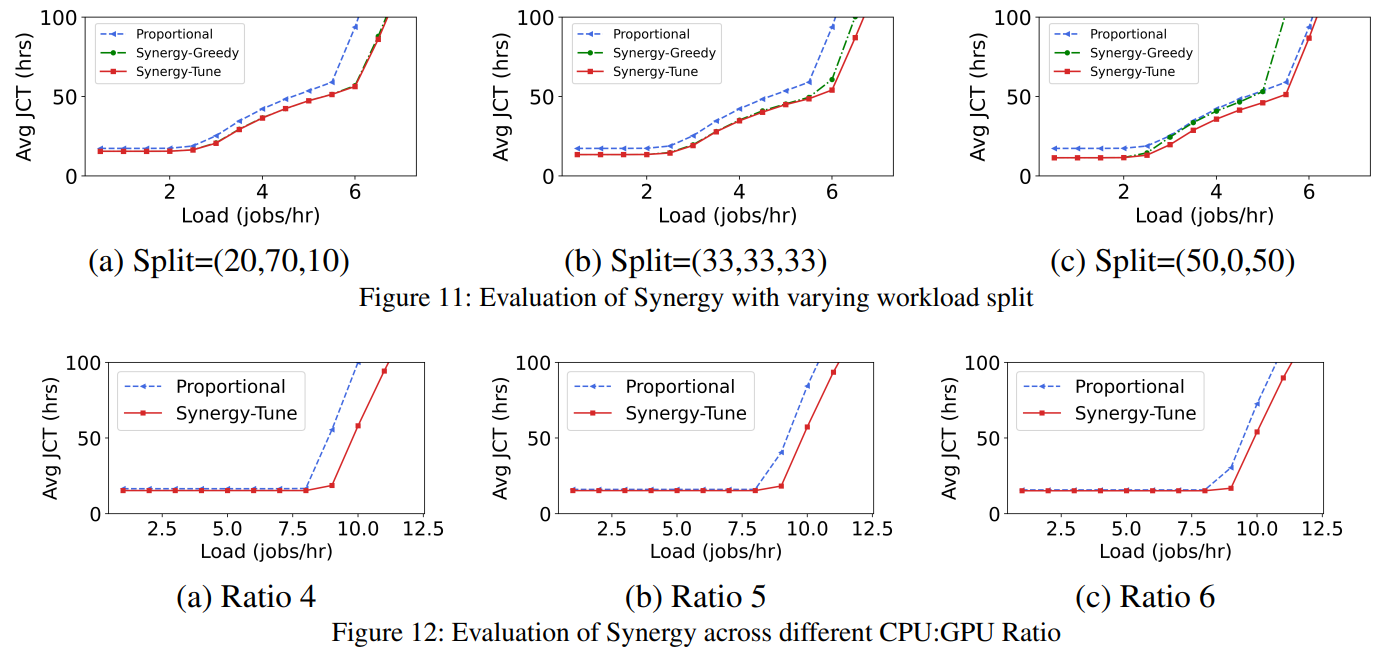 100
50
0
Avg JCT (hrs)
Proportional
Synergy-Greedy
Synergy-Tune
2 4 6
Load (jobs/hr)
(a) Split=(20,70,10)
100
50
0
Avg JCT (hrs)
Proportional
Synergy-Greedy
Synergy-Tune
2 4 6
Load (jobs/hr)
(b) Split=(33,33,33)
100
50
0
Avg JCT (hrs)
Proportional
Synergy-Greedy
Synergy-Tune
2 4 6
Load (jobs/hr)
(c) Split=(50,0,50)
Figure 11: Evaluation of Synergy with varying workload split
100
50
0
Avg JCT (hrs)
Proportional
Synergy-Tune
2.5 5.0 7.5 10.0 12.5
Load (jobs/hr)
(a) Ratio 4
100
50
0
Avg JCT (hrs)
Proportional
Synergy-Tune
2.5 5.0 7.5 10.0 12.5
Load (jobs/hr)
(b) Ratio 5
100
50
0
Avg JCT (hrs)
Proportional
Synergy-Tune
2.5 5.0 7.5 10.0 12.5
Load (jobs/hr)
(c) Ratio 6
Figure 12: Evaluation of Synergy across different CPU:GPU Ratio